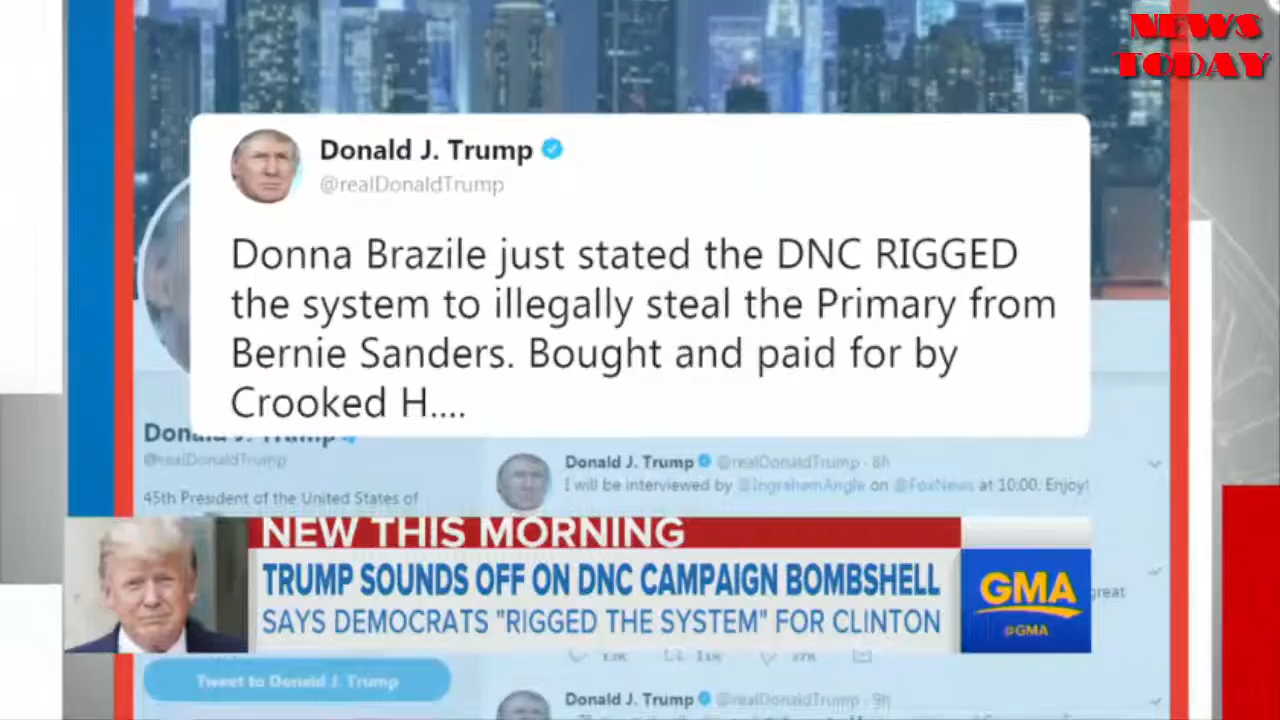 NEWS
TODAY
Donald J. Trump
@realDonaldTrump
Donna Brazile just stated the DNC RIGGED
the system to illegally steal the Primary from
Bernie Sanders. Bought and paid for by
Crooked H....
Donald J. Trump
@realDonaldTrump
45th President of the United States of
Donald J. Trump @realDonaldTrump · 8h
I will be interviewed by @IngrahamAngle on @FoxNews at 10:00. Enjoy!
NEW THIS MORNING
TRUMP SOUNDS OFF ON DNC CAMPAIGN BOMBSHELL
SAYS DEMOCRATS "RIGGED THE SYSTEM" FOR CLINTON
GMA
@GMA
great
Tweet to Donald J. Trump
Donald J. Trump @realDonaldTrump · 9h